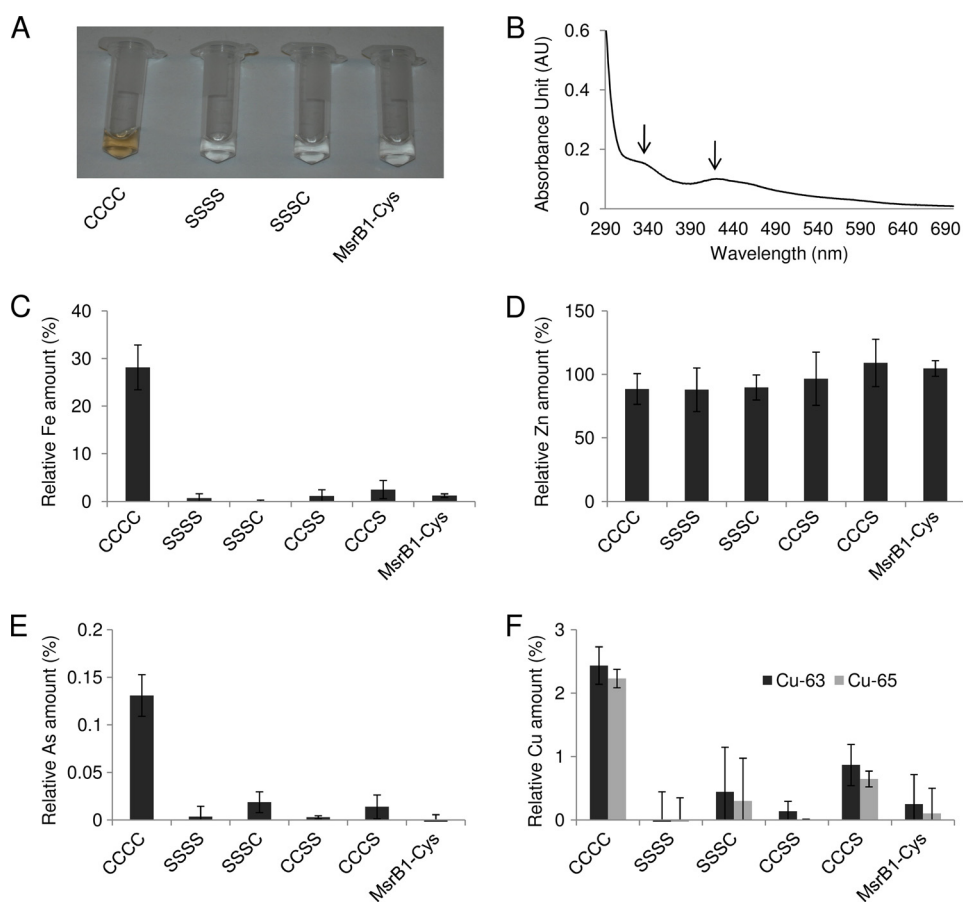 A
CCCC
SSSS
SSSC
MsrB1-Cys
B
Absorbance Unit (AU)
0.6
0.4
0.2
0
290 340 390 440 490 540 590 640 690
Wavelength (nm)
C
Relative Fe amount (%)
40
30
20
10
0
CCCC
SSSS
SSSC
CCSS
CCCS
MsrB1-Cys
D
Relative Zn amount (%)
150
100
50
0
CCCC
SSSS
SSSC
CCSS
CCCS
MsrB1-Cys
E
Relative As amount (%)
0.2
0.15
0.1
0.05
0
CCCC
SSSS
SSSC
CCSS
CCCS
MsrB1-Cys
F
Relative Cu amount (%)
3
2
1
0
Cu-63 Cu-65
CCCC
SSSS
SSSC
CCSS
CCCS
MsrB1-Cys